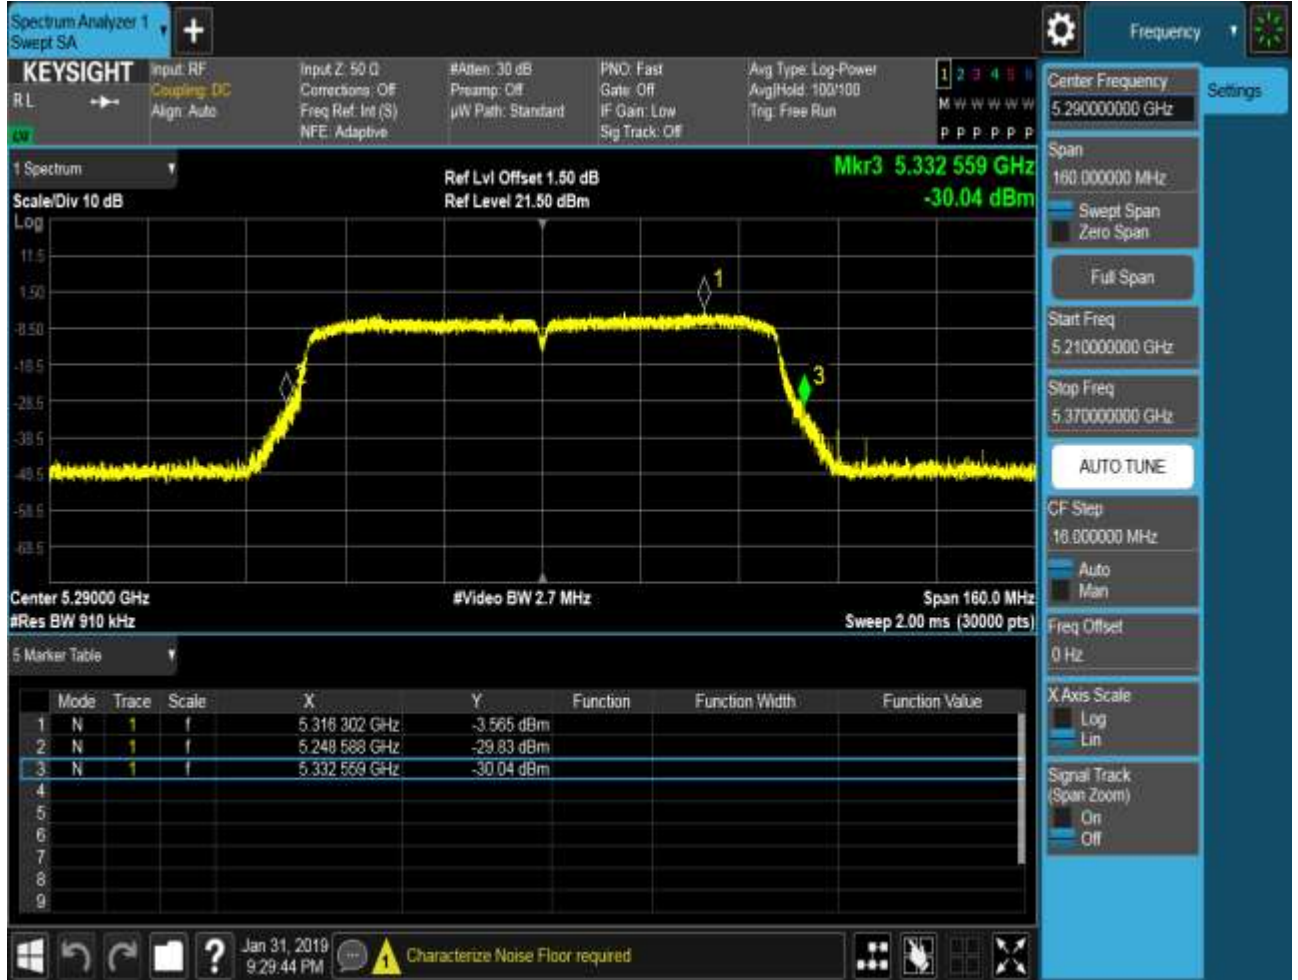 Spectrum Analyzer 1
Swept SA
Frequency
KEYSIGHT
R L
LXI
Input: RF
Coupling: DC
Align: Auto
Input Z: 50 Ω
Corrections: Off
Freq Ref: Int (S)
NFE: Adaptive
#Atten: 30 dB
Preamp: Off
µW Path: Standard
PNO: Fast
Gate: Off
IF Gain: Low
Sig Track: Off
Avg Type: Log-Power
Avg|Hold: 100/100
Trig: Free Run
1 2 3 4 5 6
M W W W W W
P P P P P P
Center Frequency
5.290000000 GHz
Settings
Span
160.000000 MHz
Swept Span
Zero Span
Full Span
Start Freq
5.210000000 GHz
Stop Freq
5.370000000 GHz
AUTO TUNE
CF Step
16.000000 MHz
Auto
Man
Freq Offset
0 Hz
X Axis Scale
Log
Lin
Signal Track
(Span Zoom)
On
Off
1 Spectrum
Scale/Div 10 dB
Log
Ref Lvl Offset 1.50 dB
Ref Level 21.50 dBm
Mkr3 5.332 559 GHz
-30.04 dBm
11.5
1.50
-8.50
-18.5
-28.5
-38.5
-48.5
-58.5
-68.5
1
2
3
Center 5.29000 GHz
#Video BW 2.7 MHz
Span 160.0 MHz
#Res BW 910 kHz
Sweep 2.00 ms (30000 pts)
5 Marker Table
Mode Trace Scale X Y Function Function Width Function Value
1 N 1 f 5.316 302 GHz -3.565 dBm
2 N 1 f 5.248 588 GHz -29.83 dBm
3 N 1 f 5.332 559 GHz -30.04 dBm
4
5
6
7
8
9
?
Jan 31, 2019
9:29:44 PM
1
Characterize Noise Floor required